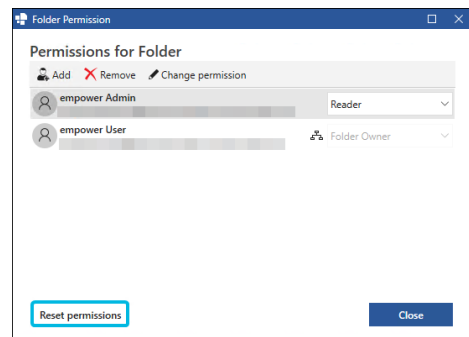 Folder Permission
Permissions for Folder
Add Remove Change permission
empower Admin
Reader
empower User
Folder Owner
Reset permissions
Close